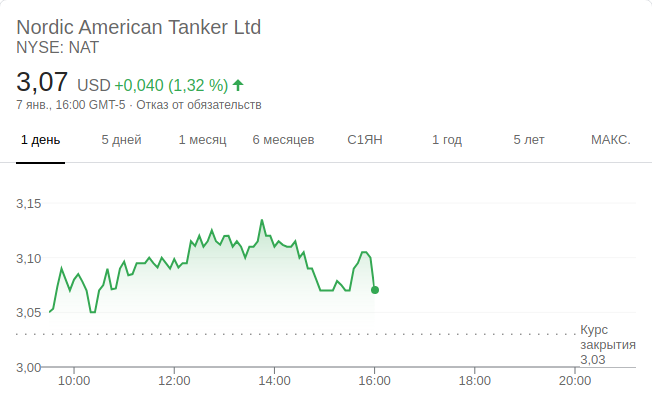 Nordic American Tanker Ltd
NYSE: NAT
3,07 USD +0,040 (1,32 %)
7 янв., 16:00 GMT-5 · Отказ от обязательств
1 день 5 дней 1 месяц 6 месяцев С1ЯН 1 год 5 лет МАКС.
3,15
3,10
3,05
Курс
закрытия
3,03
3,00
10:00 12:00 14:00 16:00 18:00 20:00